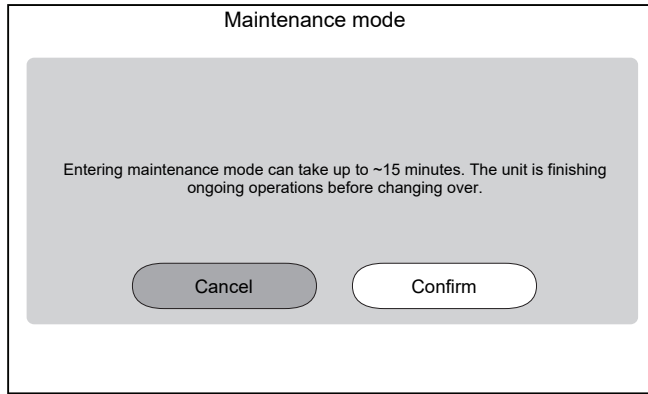 Maintenance mode
Entering maintenance mode can take up to ~15 minutes. The unit is finishing
ongoing operations before changing over.
Cancel
Confirm